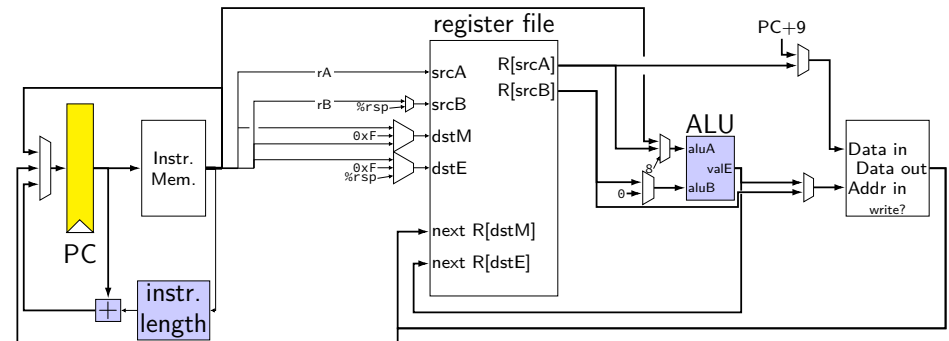 register file
PC+9
rA
srcA
R[srcA]
rB
%rsp
srcB
R[srcB]
0xF
dstM
0xF
%rsp
dstE
ALU
aluA
valE
aluB
8
0
Instr.
Mem.
Data in
Data out
Addr in
write?
PC
next R[dstM]
next R[dstE]
+
instr.
length